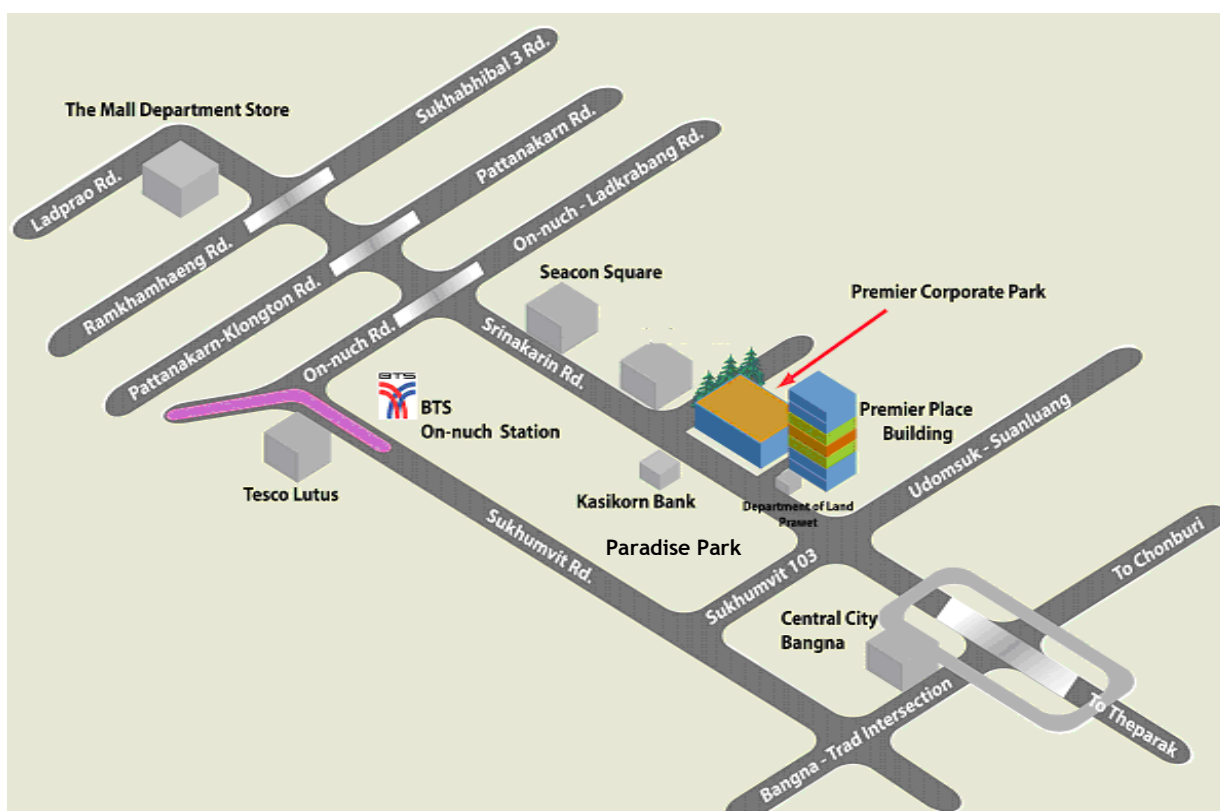 Sukhabhibal 3 Rd.
The Mall Department Store
Pattanakarn Rd.
Ladprao Rd.
On-nuch - Ladkrabang Rd.
Ramkhamhaeng Rd.
Seacon Square
Premier Corporate Park
Pattanakarn-Klongton Rd.
On-nuch Rd.
Srinakarin Rd.
BTS
BTS
On-nuch Station
Premier Place
Building
Udomsuk - Suanluang
Tesco Lutus
Kasikorn Bank
Department of Land
Prawet
Sukhumvit Rd.
Paradise Park
Sukhumvit 103
To Chonburi
Central City
Bangna
Bangna - Trad Intersection
To Theparak